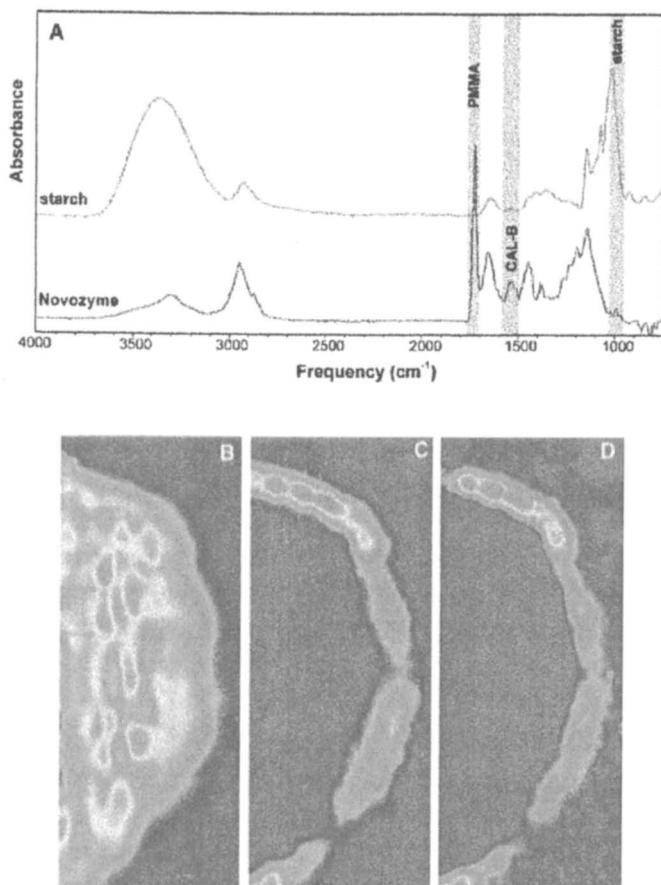 A
Absorbance
PMMA
CAL-B
starch
starch
Novozyme
4000 3500 3000 2500 2000 1500 1000
Frequency (cm⁻¹)
B
C
D